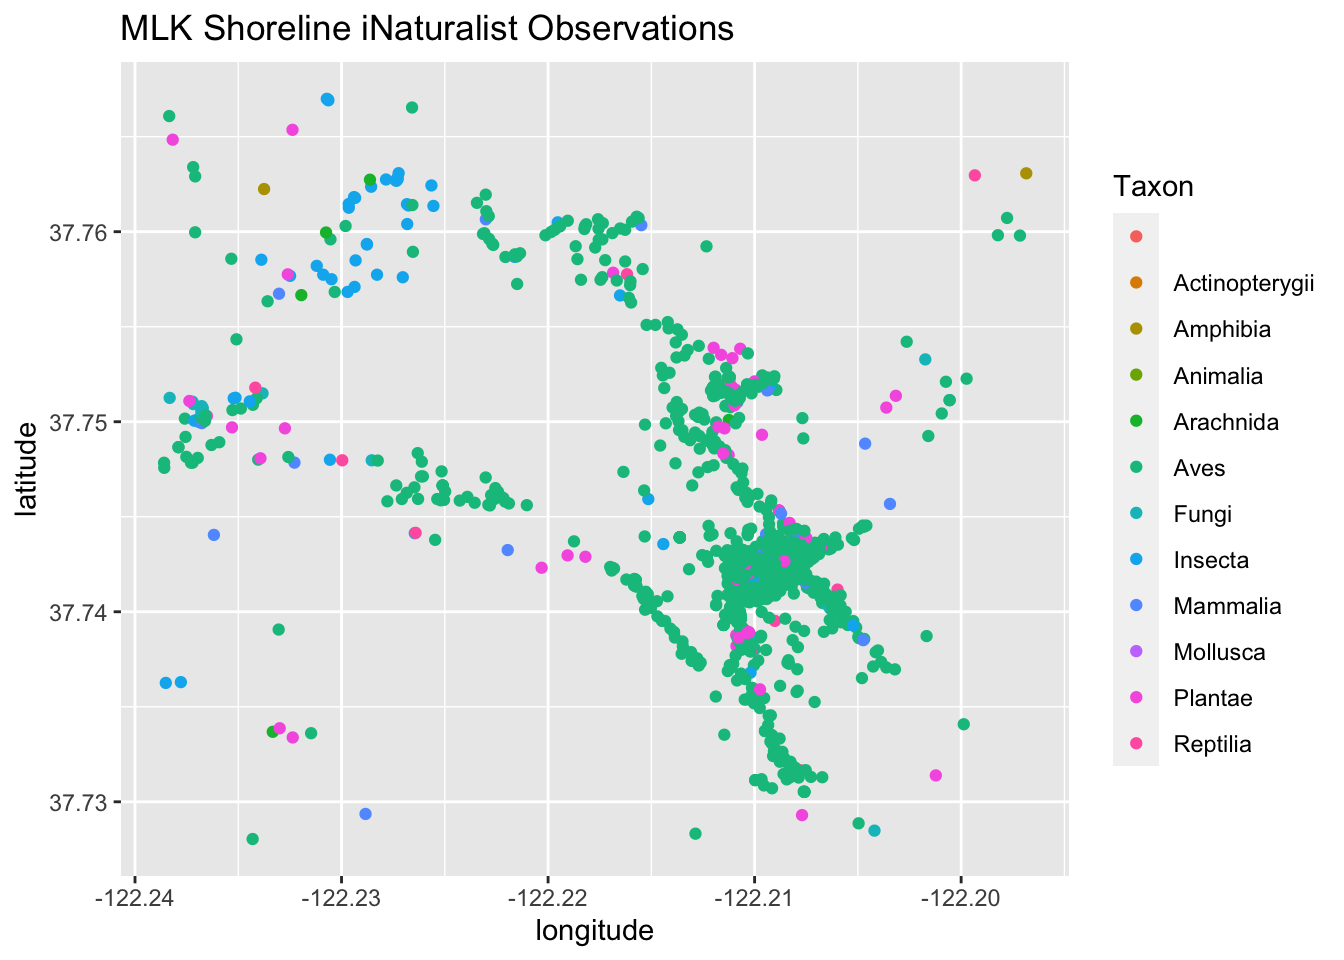 MLK Shoreline iNaturalist Observations
37.76
37.75
37.74
37.73
latitude
-122.24
-122.23
-122.22
-122.21
-122.20
longitude
Taxon
Actinopterygii
Amphibia
Animalia
Arachnida
Aves
Fungi
Insecta
Mammalia
Mollusca
Plantae
Reptilia